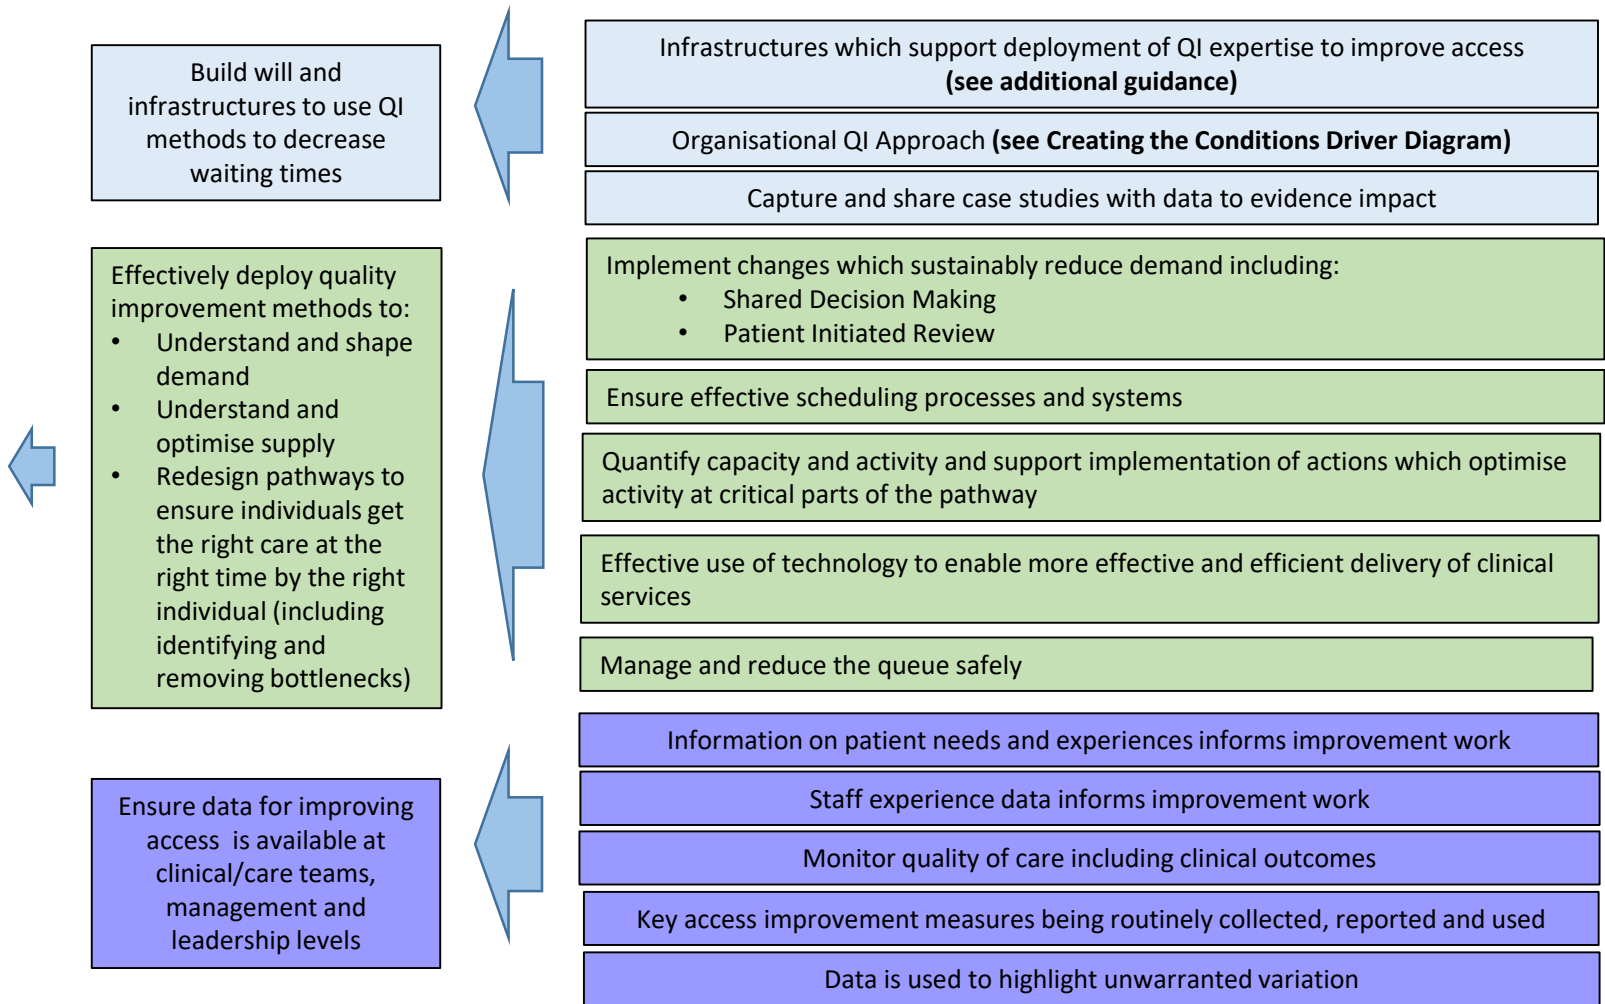 Build will and
infrastructures to use QI
methods to decrease
waiting times
Infrastructures which support deployment of QI expertise to improve access
(see additional guidance)
Organisational QI Approach (see Creating the Conditions Driver Diagram)
Capture and share case studies with data to evidence impact
Effectively deploy quality
improvement methods to:
• Understand and shape
demand
• Understand and
optimise supply
• Redesign pathways to
ensure individuals get
the right care at the
right time by the right
individual (including
identifying and
removing bottlenecks)
Implement changes which sustainably reduce demand including:
• Shared Decision Making
• Patient Initiated Review
Ensure effective scheduling processes and systems
Quantify capacity and activity and support implementation of actions which optimise
activity at critical parts of the pathway
Effective use of technology to enable more effective and efficient delivery of clinical
services
Manage and reduce the queue safely
Ensure data for improving
access is available at
clinical/care teams,
management and
leadership levels
Information on patient needs and experiences informs improvement work
Staff experience data informs improvement work
Monitor quality of care including clinical outcomes
Key access improvement measures being routinely collected, reported and used
Data is used to highlight unwarranted variation